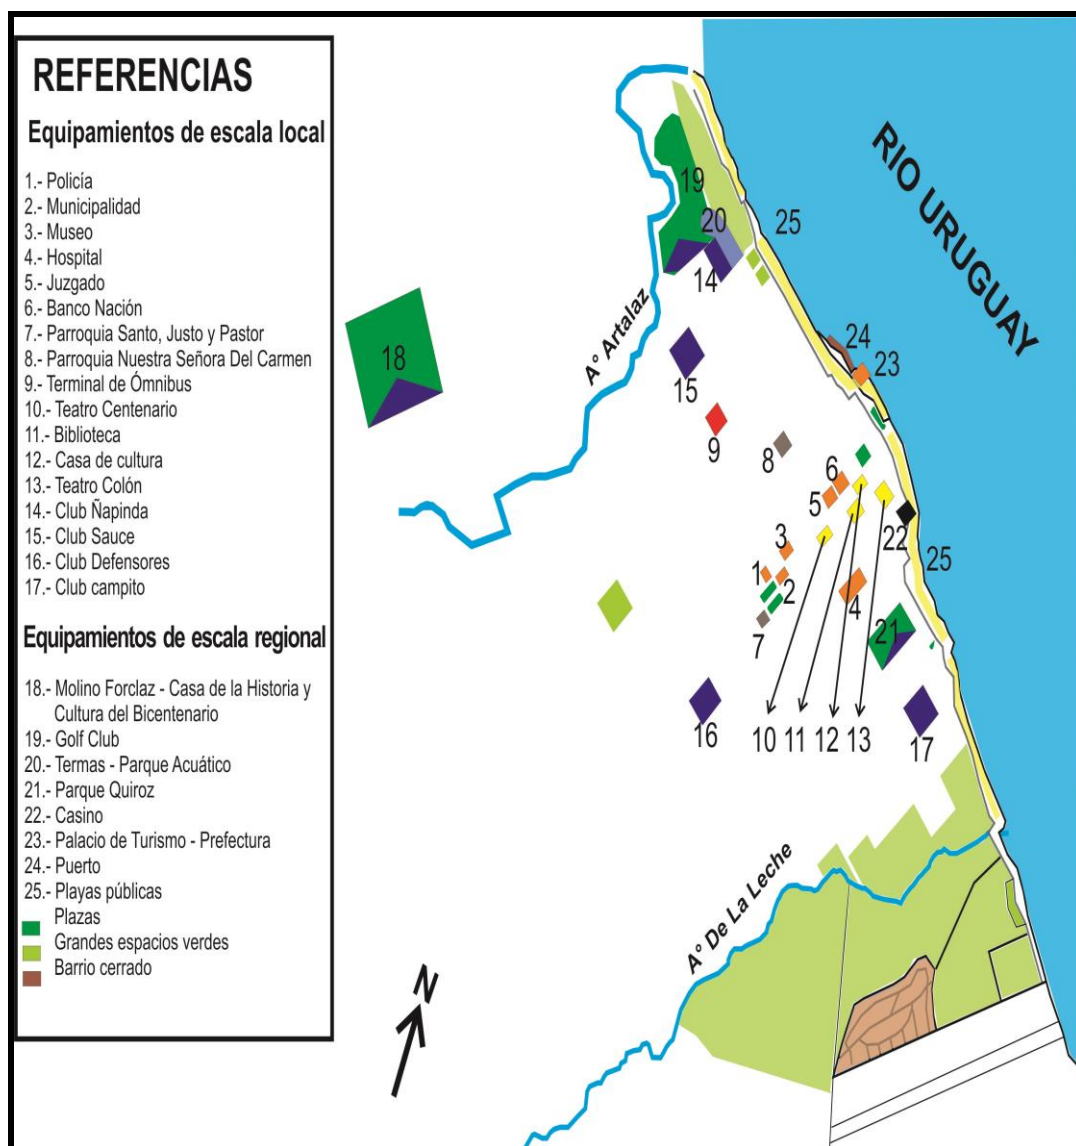 REFERENCIAS
Equipamientos de escala local
1.- Policía
2.- Municipalidad
3.- Museo
4.- Hospital
5.- Juzgado
6.- Banco Nación
7.- Parroquia Santo, Justo y Pastor
8.- Parroquia Nuestra Señora Del Carmen
9.- Terminal de Ómnibus
10.- Teatro Centenario
11.- Biblioteca
12.- Casa de cultura
13.- Teatro Colón
14.- Club Ñapinda
15.- Club Sauce
16.- Club Defensores
17.- Club campito
Equipamientos de escala regional
18.- Molino Forclaz - Casa de la Historia y
Cultura del Bicentenario
19.- Golf Club
20.- Termas - Parque Acuático
21.- Parque Quiroz
22.- Casino
23.- Palacio de Turismo - Prefectura
24.- Puerto
25.- Playas públicas
Plazas
Grandes espacios verdes
Barrio cerrado
RIO URUGUAY
19
20
25
14
A° Artalaz
18
24
15
23
9
8
6
5
22
3
25
1
2
4
7
21
16
10
11
12
13
17
A° De La Leche
N